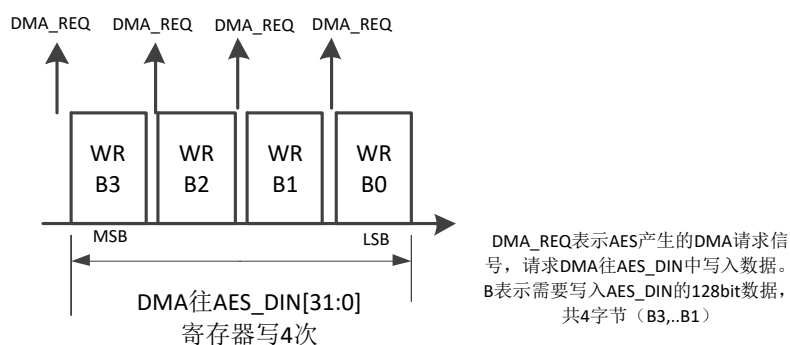 DMA_REQ DMA_REQ DMA_REQ DMA_REQ
WR WR WR WR
B3 B2 B1 B0
MSB LSB
DMA往AES_DIN[31:0]
寄存器写4次
DMA_REQ表示AES产生的DMA请求信
号，请求DMA往AES_DIN中写入数据。
B表示需要写入AES_DIN的128bit数据，
共4字节（B3,..B1）